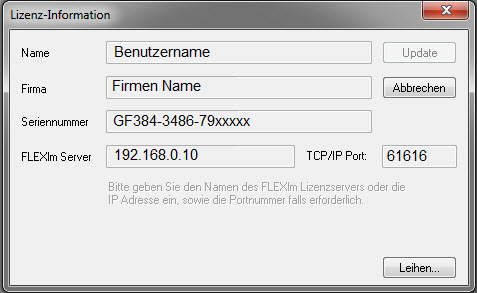 Lizenz-Information
Name Benutzername Update
Firma Firmen Name Abbrechen
Seriennummer GF384-3486-79xxxxx
FLEXlm Server 192.168.0.10 TCP/IP Port: 61616
Bitte geben Sie den Namen des FLEXlm Lizenzservers oder die
IP Adresse ein, sowie die Portnummer falls erforderlich.
Leihen...